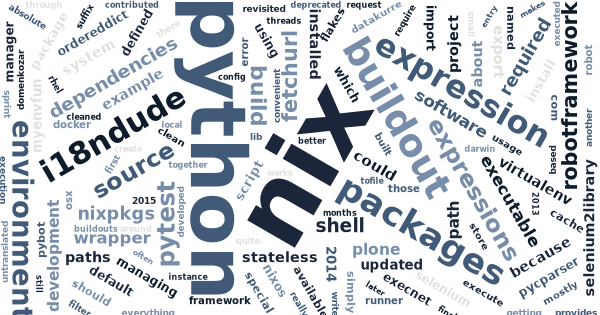 absolute
through
suffix
contributed
revisited
deprecated
request
datakurre
require
small
entry
makes
executed
manager
package
ordereddict
defined
there
python
error
using
threads
installed
flakes
import
project
about
export
named
required
robotframework
robot
system
domenkozar
sprint
rhel
dependencies
example
config
build
fetchurl
convenient
which
buildout
expression
install
com
myenvfun
cleaned
docker
i18ndude
local
clean
lib
better
nix
built
software
usage
another
environment
create
first
source
together
script
works
could
tofile
those
expressions
darwin
based
virtualenv
executable
2013
cache
selenium2library
execution
untranslated
osx
development
nixpkgs
2015
pytest
developed
buildouts
around
wrapper
months
shell
packages
path
store
because
pycparser
mostly
pybot
still
paths
often
quite
stateless
plone
updated
default
managing
instance
nixos
available
2014
simply
execnet
selenium
execute
later
runner
should
filter
everything
framework
special
really
write
getting
provides